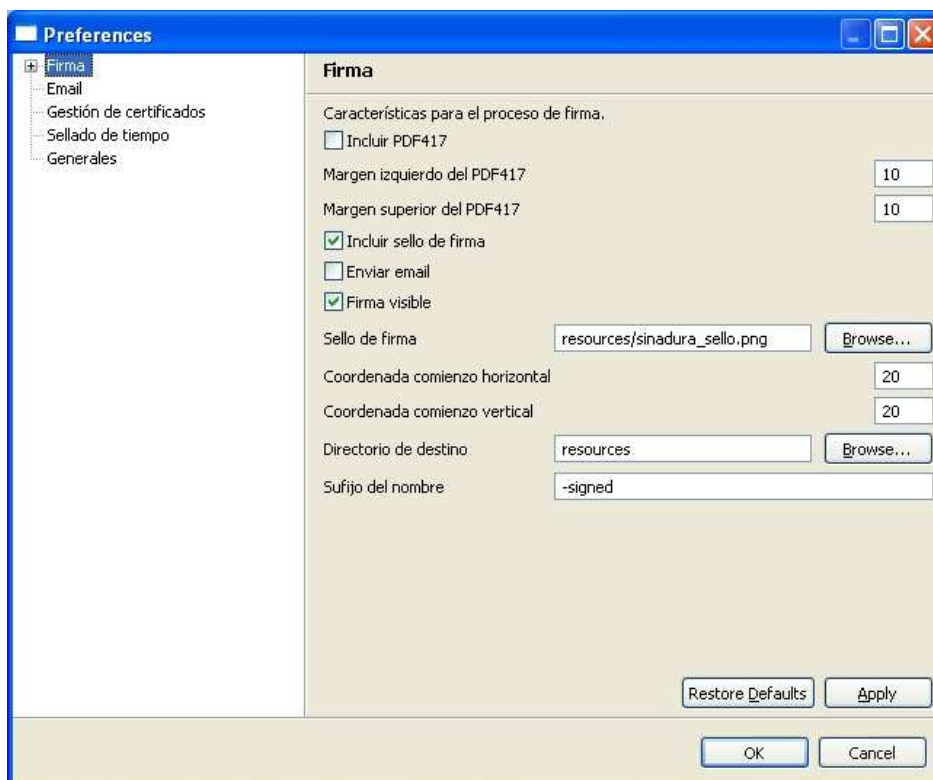 Preferences
Firma
Email
Gestión de certificados
Sellado de tiempo
Generales
Firma
Características para el proceso de firma.
Incluir PDF417
Margen izquierdo del PDF417 10
Margen superior del PDF417 10
Incluir sello de firma
Enviar email
Firma visible
Sello de firma resources/sinadura_sello.png Browse...
Coordenada comienzo horizontal 20
Coordenada comienzo vertical 20
Directorio de destino resources Browse...
Sufijo del nombre -signed
Restore Defaults Apply
OK Cancel